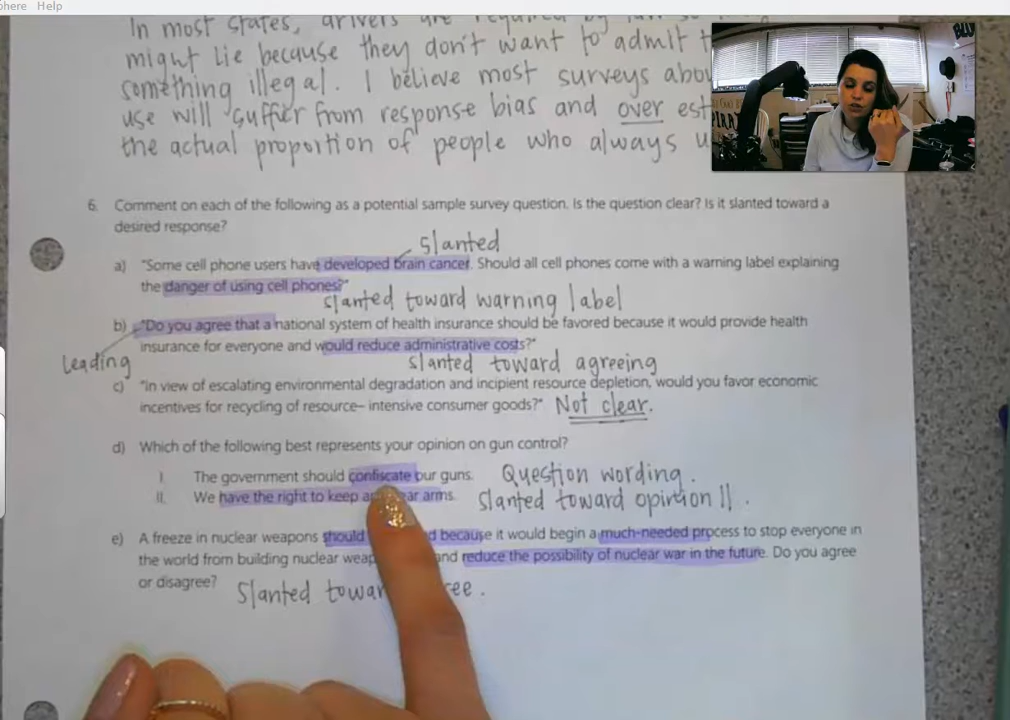 Help
In most states, drivers are required by law
might lie because they don't want to admit
something illegal. I believe most surveys
use will suffer from response bias and over
the actual proportion of people who always
6. Comment on each of the following as a potential sample survey question. Is the question clear? Is it slanted toward a
desired response?
slanted
a) "Some cell phone users have developed brain cancer. Should all cell phones come with a warning label explaining
the danger of using cell phones?"
slanted toward warning label
b) "Do you agree that a national system of health insurance should be favored because it would provide health
insurance for everyone and would reduce administrative costs?"
leading
slanted toward agreeing
c) "In view of escalating environmental degradation and incipient resource depletion, would you favor economic
incentives for recycling of resource– intensive consumer goods?" Not clear.
d) Which of the following best represents your opinion on gun control?
I. The government should confiscate our guns. Question wording.
II. We have the right to keep arms. Slanted toward opinion II.
e) A freeze in nuclear weapons should because it would begin a much-needed process to stop everyone in
the world from building nuclear and reduce the possibility of nuclear war in the future. Do you agree
or disagree? Slanted